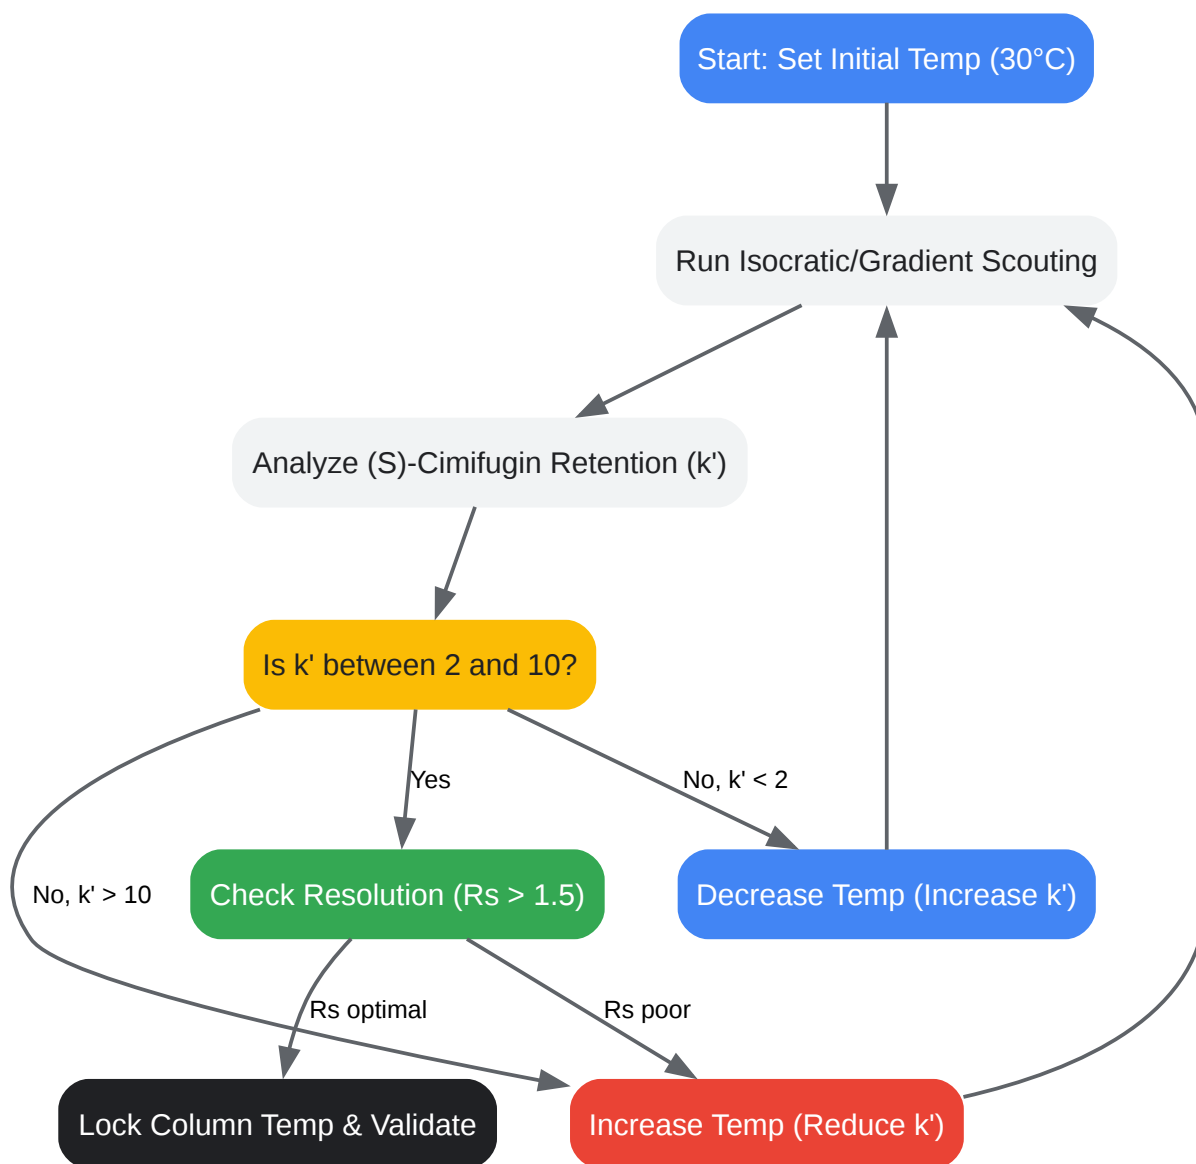 Start: Set Initial Temp (30°C)
Run Isocratic/Gradient Scouting
Analyze (S)-Cimifugin Retention (k')
Is k' between 2 and 10?
Yes
No, k' < 2
No, k' > 10
Check Resolution (Rs > 1.5)
Decrease Temp (Increase k')
Rs optimal
Rs poor
Lock Column Temp & Validate
Increase Temp (Reduce k')